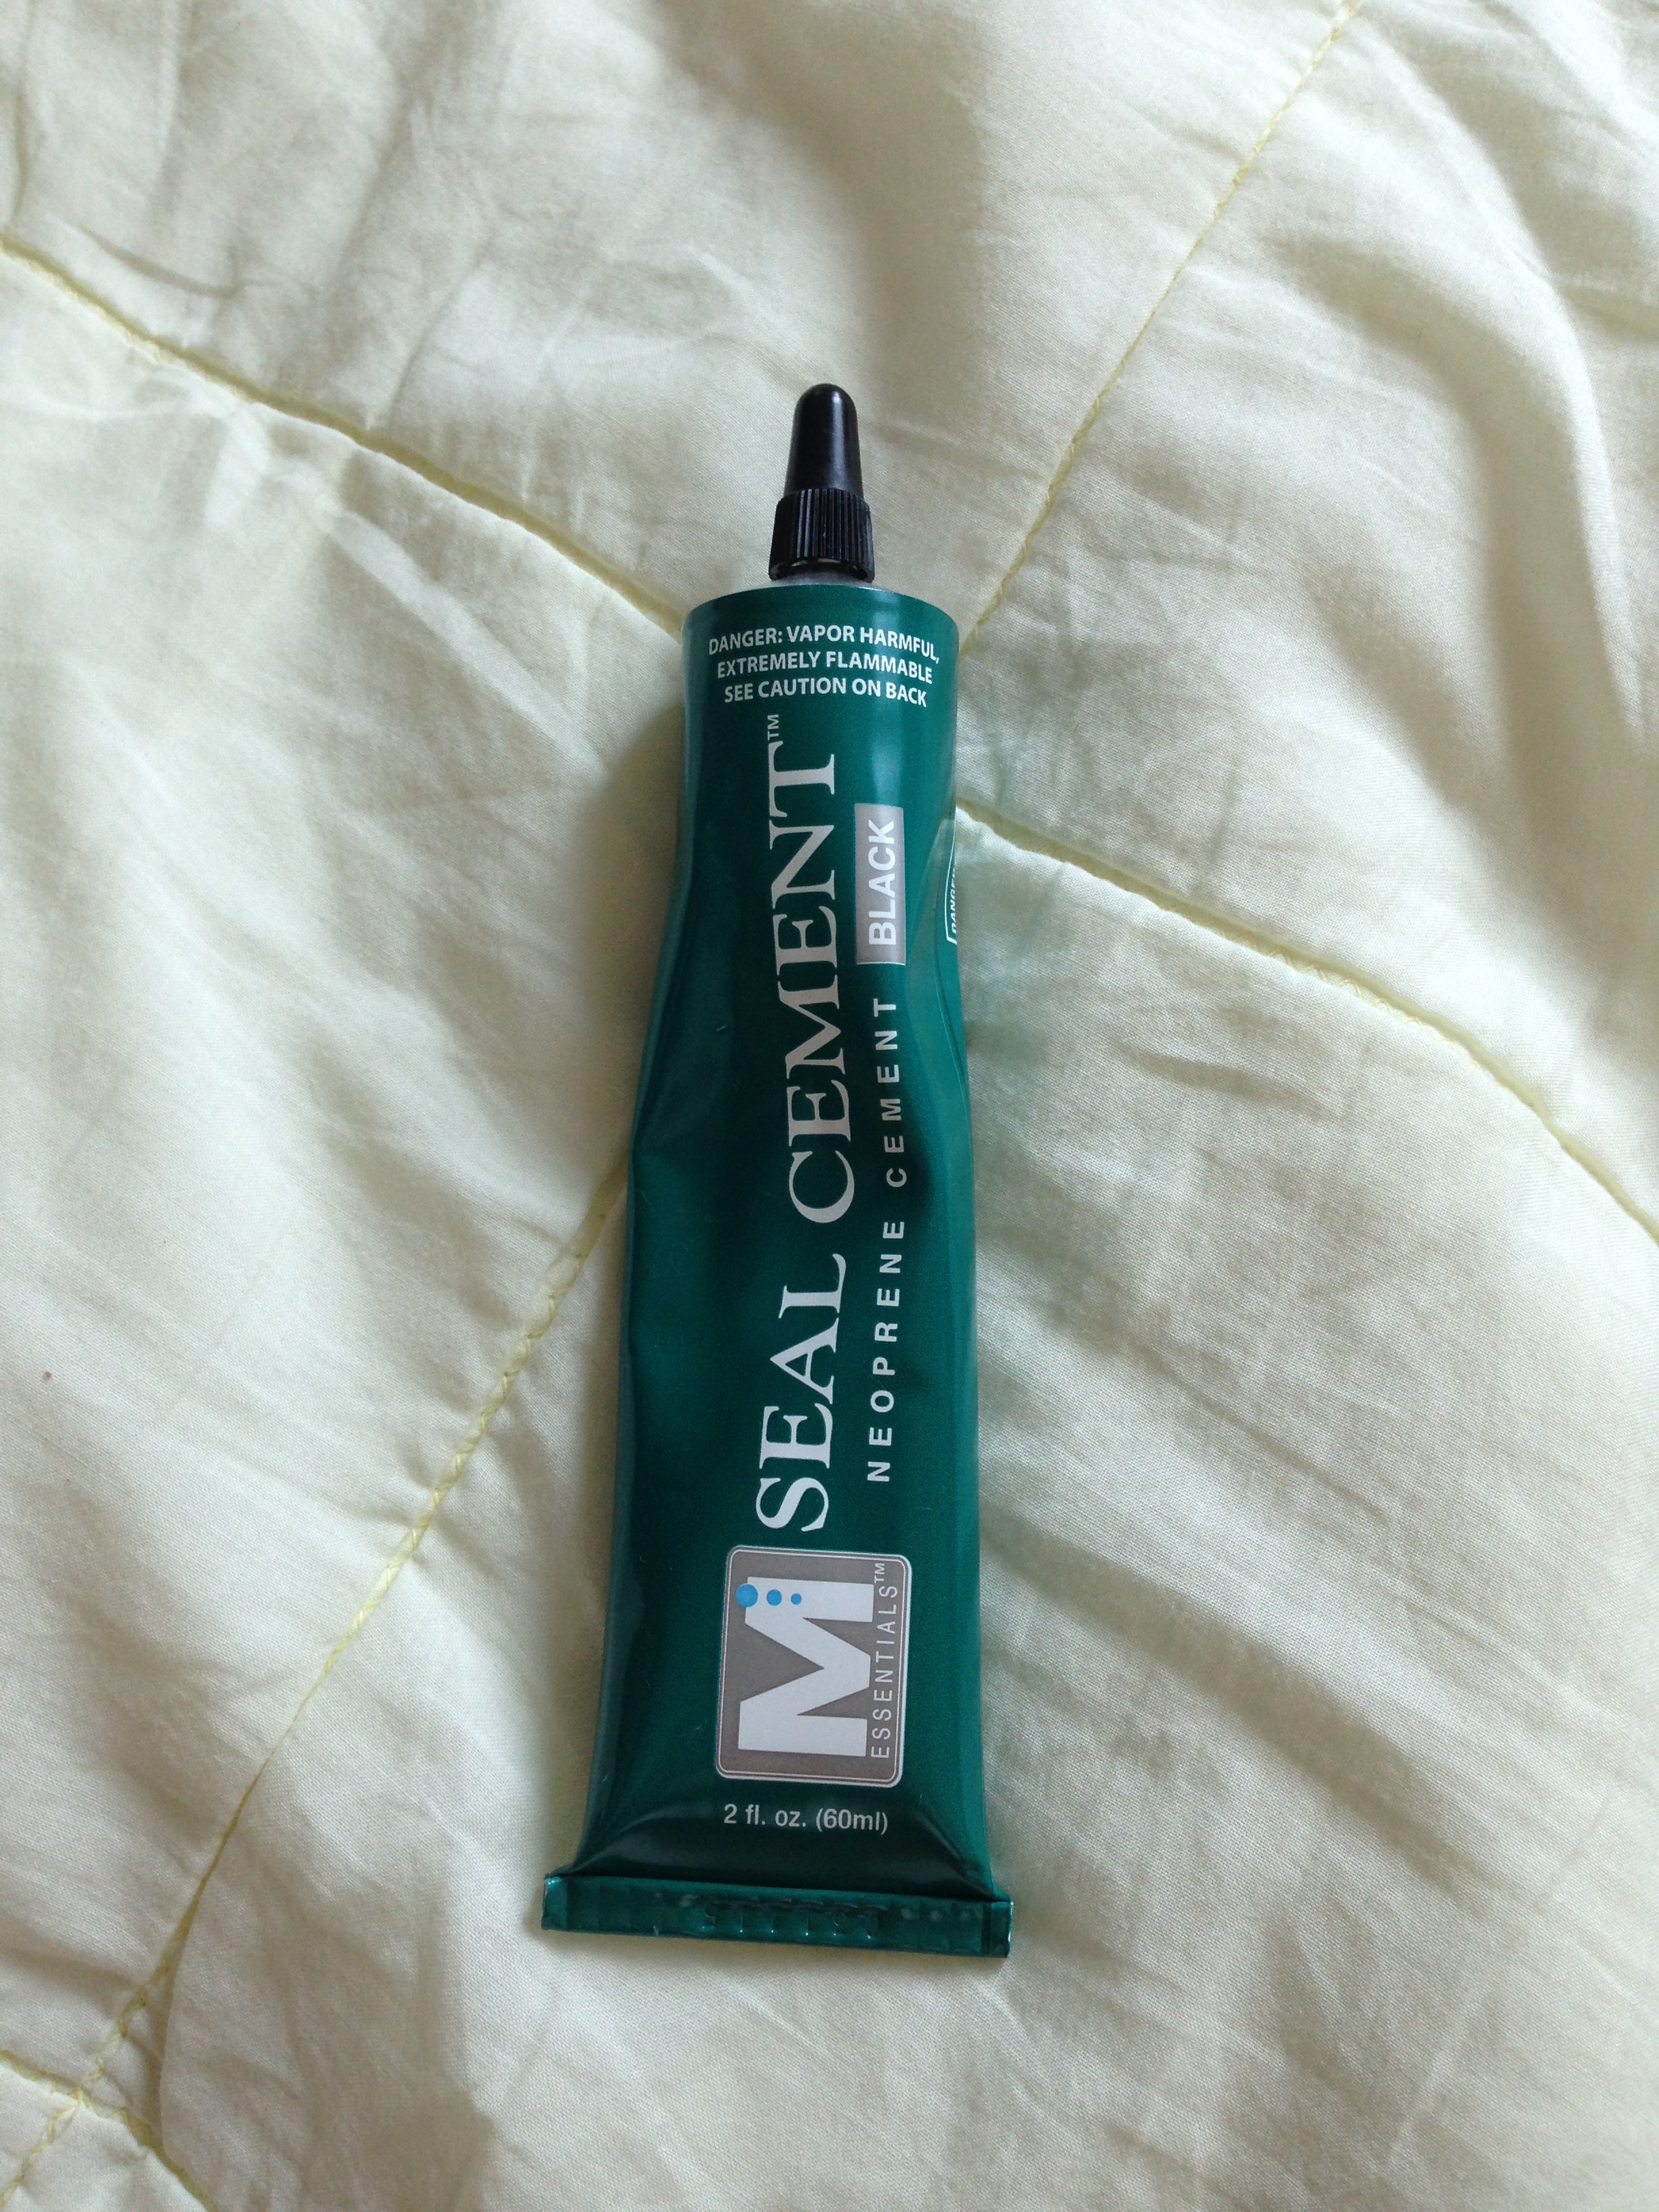 DANGER: VAPOR HARMFUL,
EXTREMELY FLAMMABLE
SEE CAUTION ON BACK
SEAL CEMENT™
NEOPRENE CEMENT BLACK
M
ESSENTIALS™
2 fl. oz. (60ml)